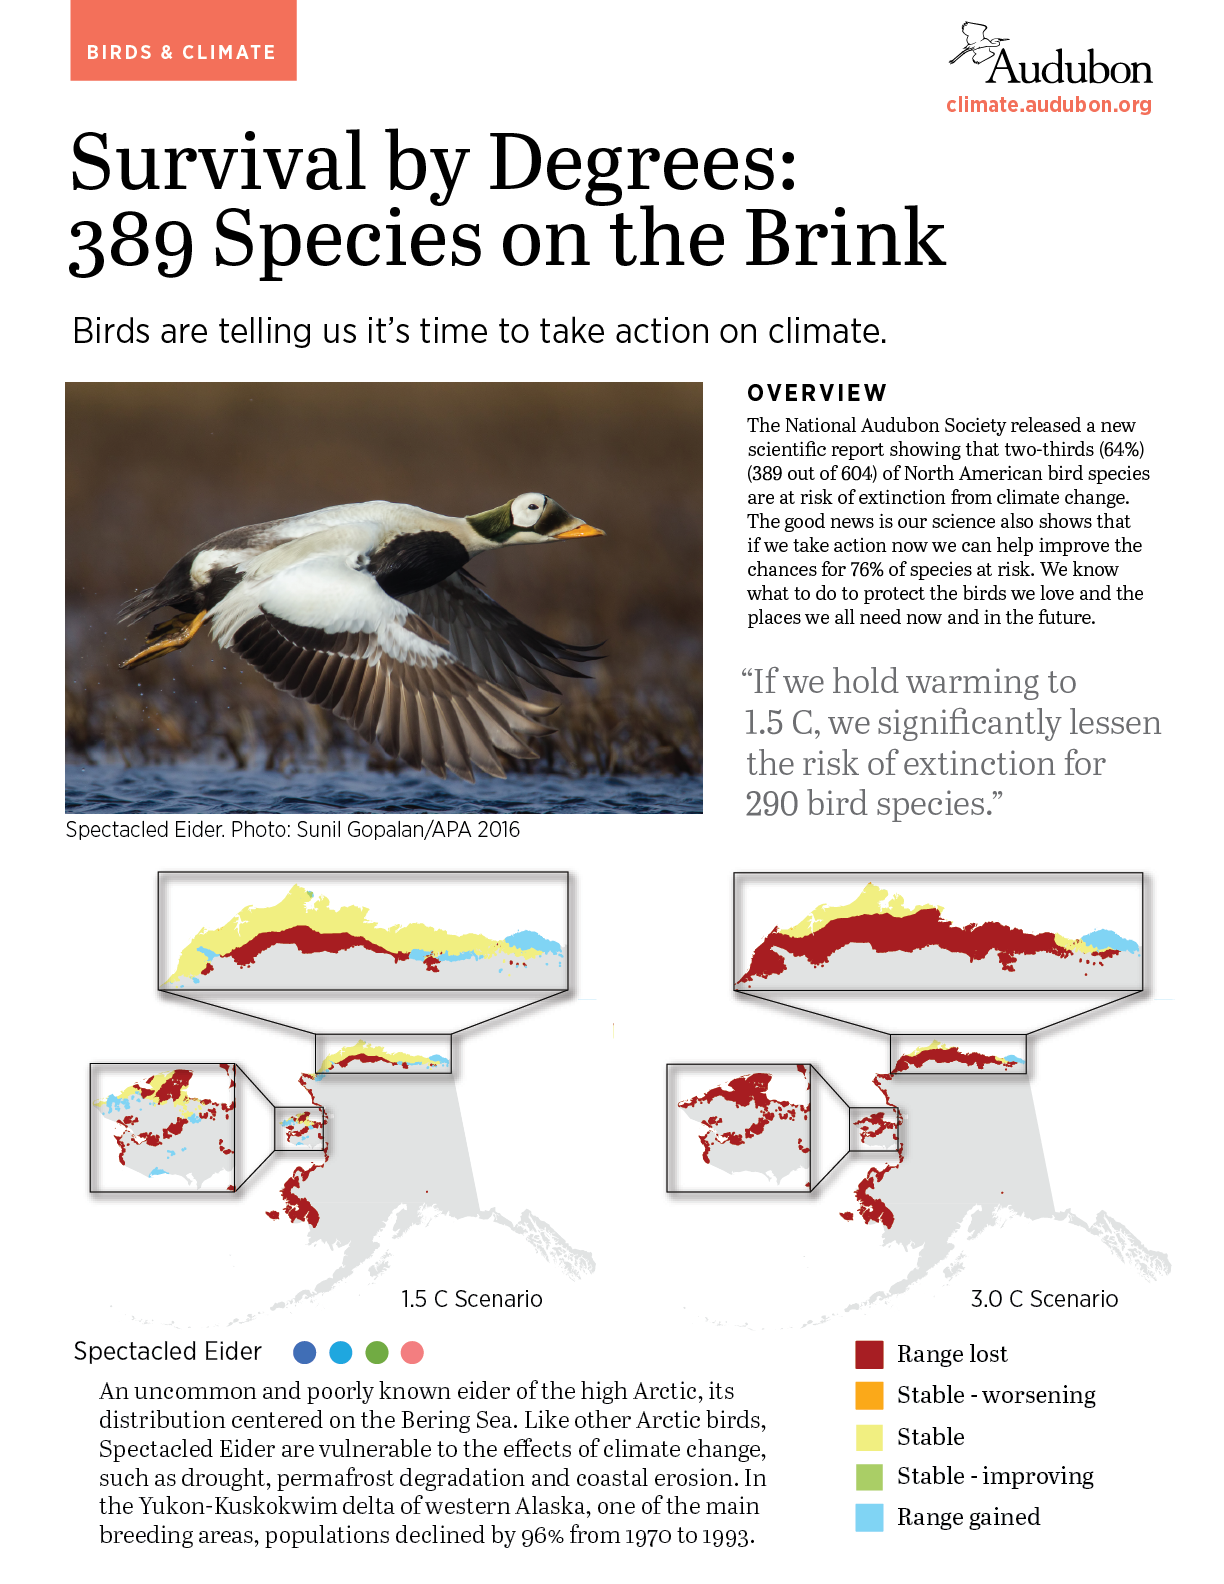 BIRDS & CLIMATE
Audubon
climate.audubon.org
Survival by Degrees:
389 Species on the Brink
Birds are telling us it’s time to take action on climate.
OVERVIEW
The National Audubon Society released a new
scientific report showing that two-thirds (64%)
(389 out of 604) of North American bird species
are at risk of extinction from climate change.
The good news is our science also shows that
if we take action now we can help improve the
chances for 76% of species at risk. We know
what to do to protect the birds we love and the
places we all need now and in the future.
“If we hold warming to
1.5 C, we significantly lessen
the risk of extinction for
290 bird species.”
Spectacled Eider. Photo: Sunil Gopalan/APA 2016
1.5 C Scenario
3.0 C Scenario
Spectacled Eider
An uncommon and poorly known eider of the high Arctic, its
distribution centered on the Bering Sea. Like other Arctic birds,
Spectacled Eider are vulnerable to the effects of climate change,
such as drought, permafrost degradation and coastal erosion. In
the Yukon-Kuskokwim delta of western Alaska, one of the main
breeding areas, populations declined by 96% from 1970 to 1993.
Range lost
Stable - worsening
Stable
Stable - improving
Range gained